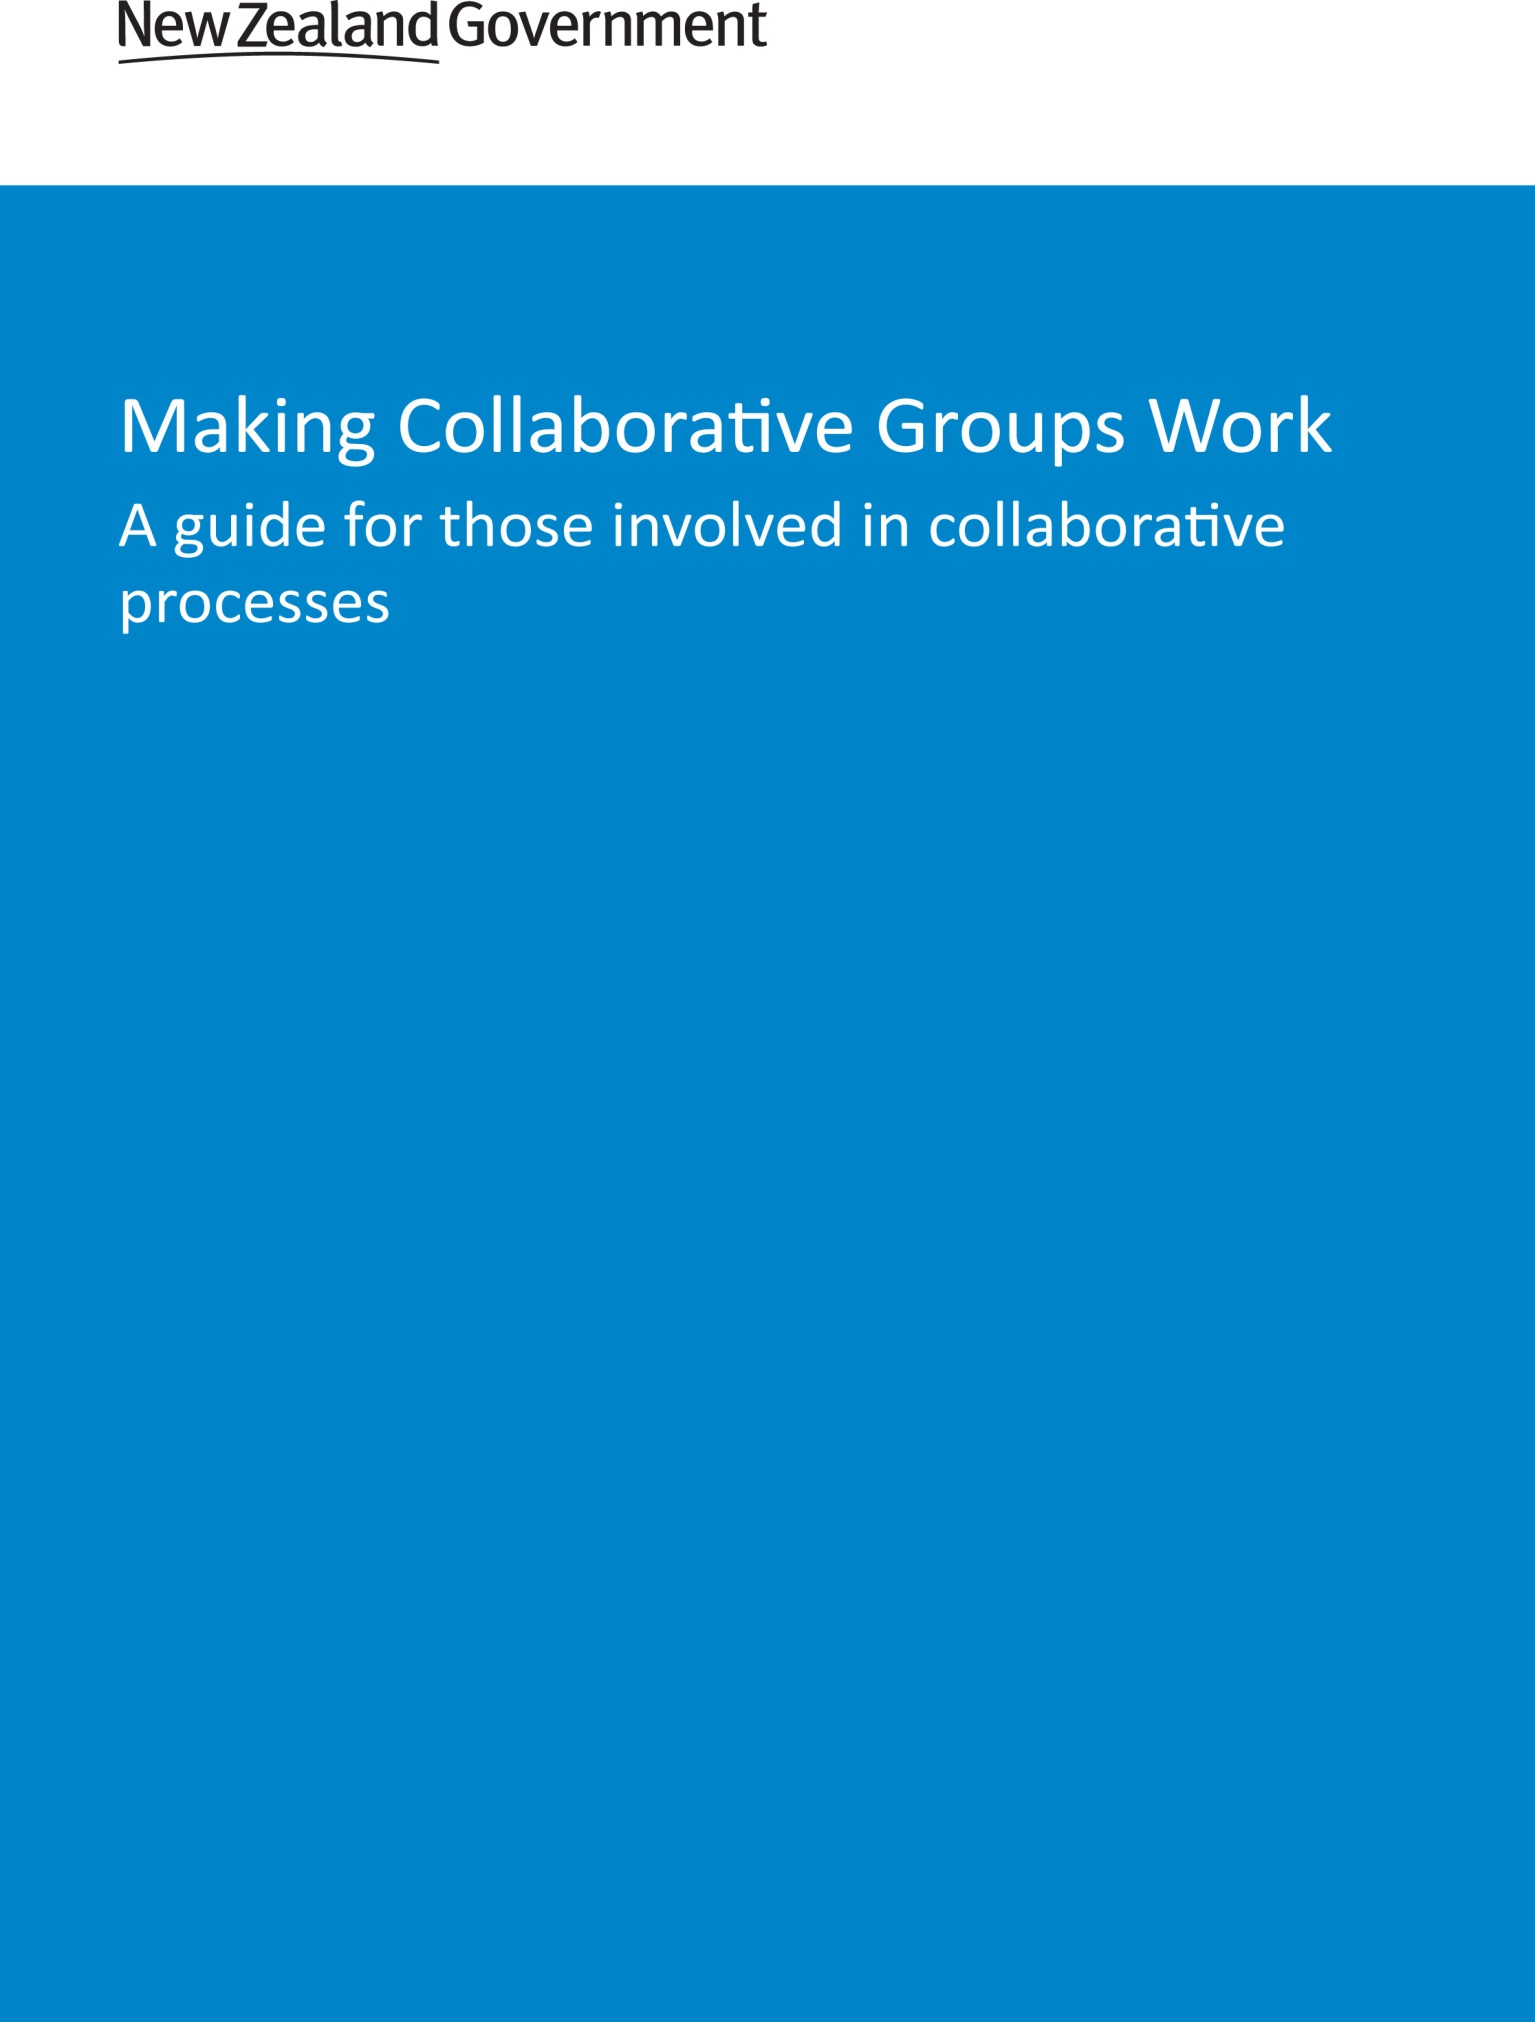 New Zealand Government
Making Collaborative Groups Work
A guide for those involved in collaborative
processes